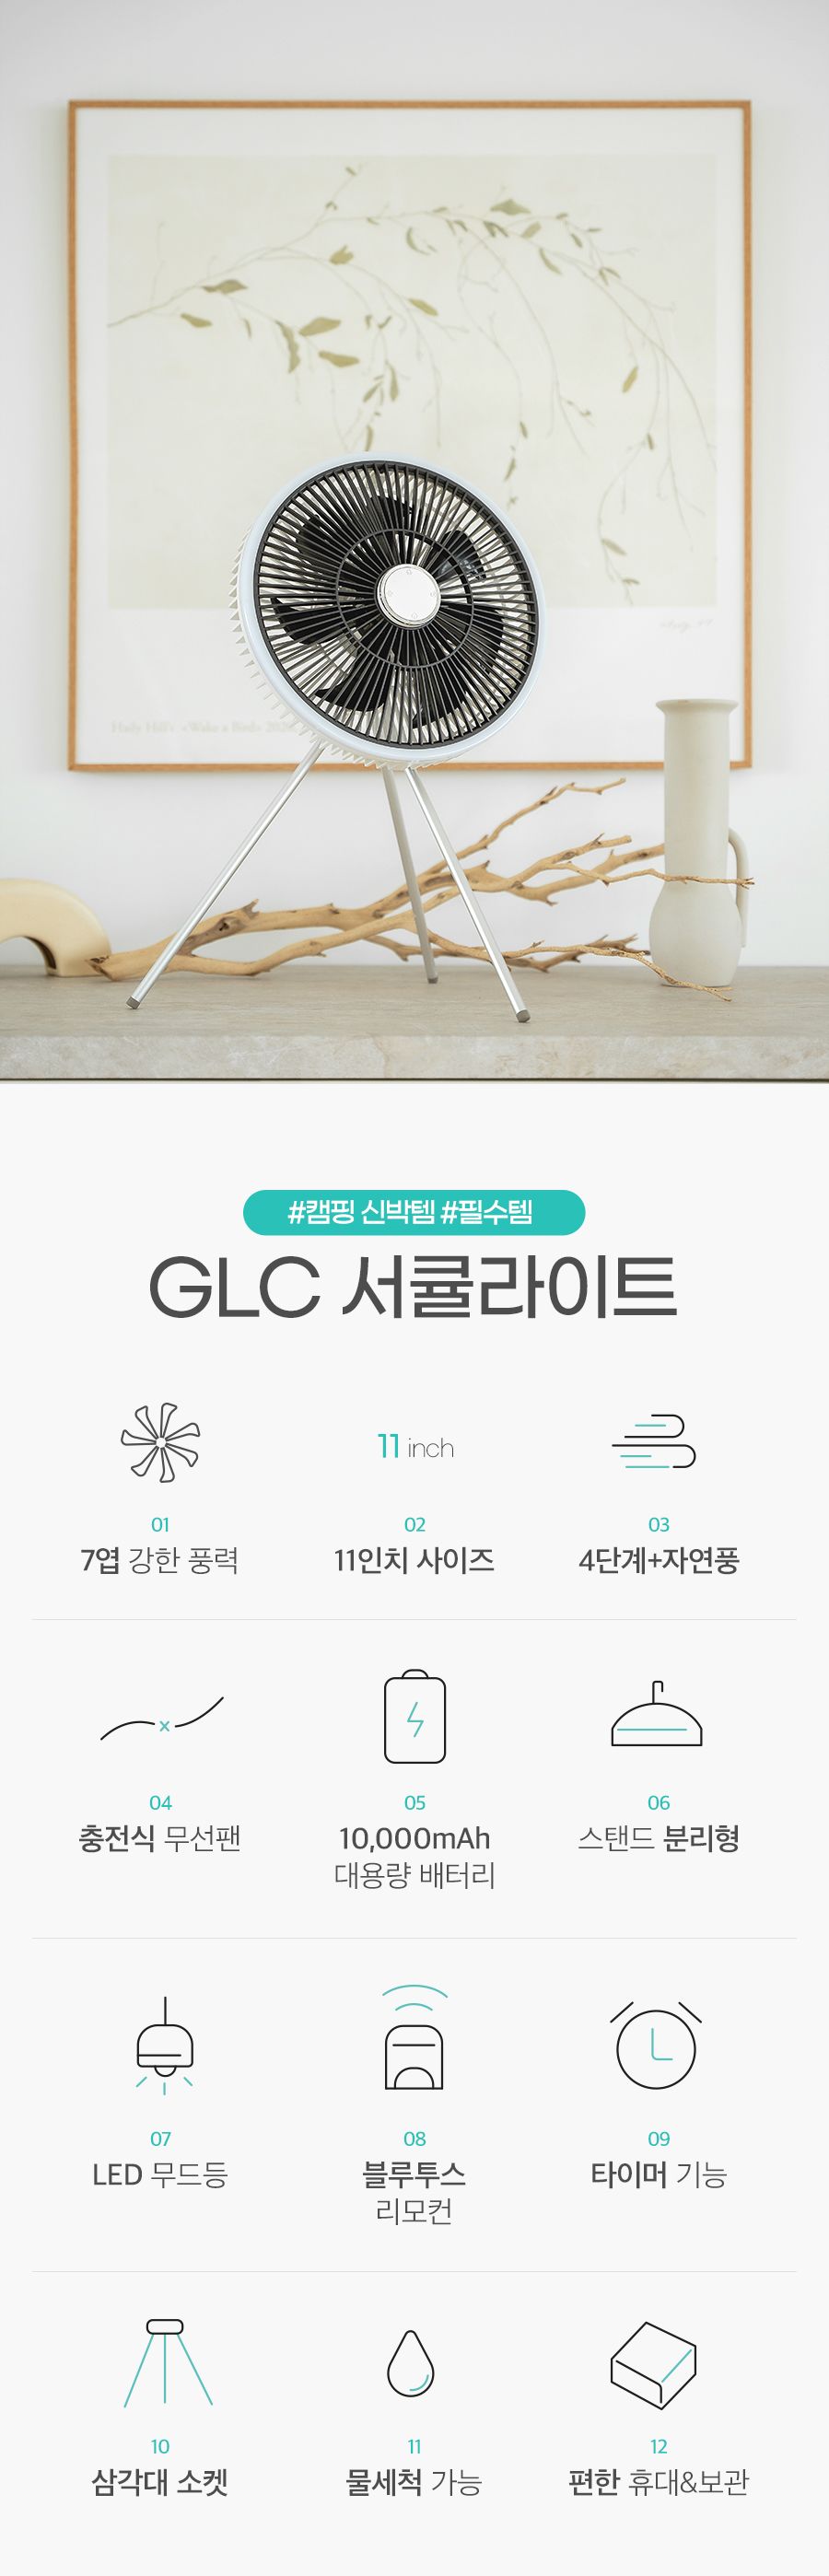 #캠핑 신박템 #필수템
GLC 서큘라이트
11 inch
01
02
03
7엽 강한 풍력
11인치 사이즈
4단계+자연풍
04
05
06
충전식 무선팬
10,000mAh
대용량 배터리
스탠드 분리형
07
08
09
LED 무드등
블루투스
리모컨
타이머 기능
10
11
12
삼각대 소켓
물세척 가능
편한 휴대&보관